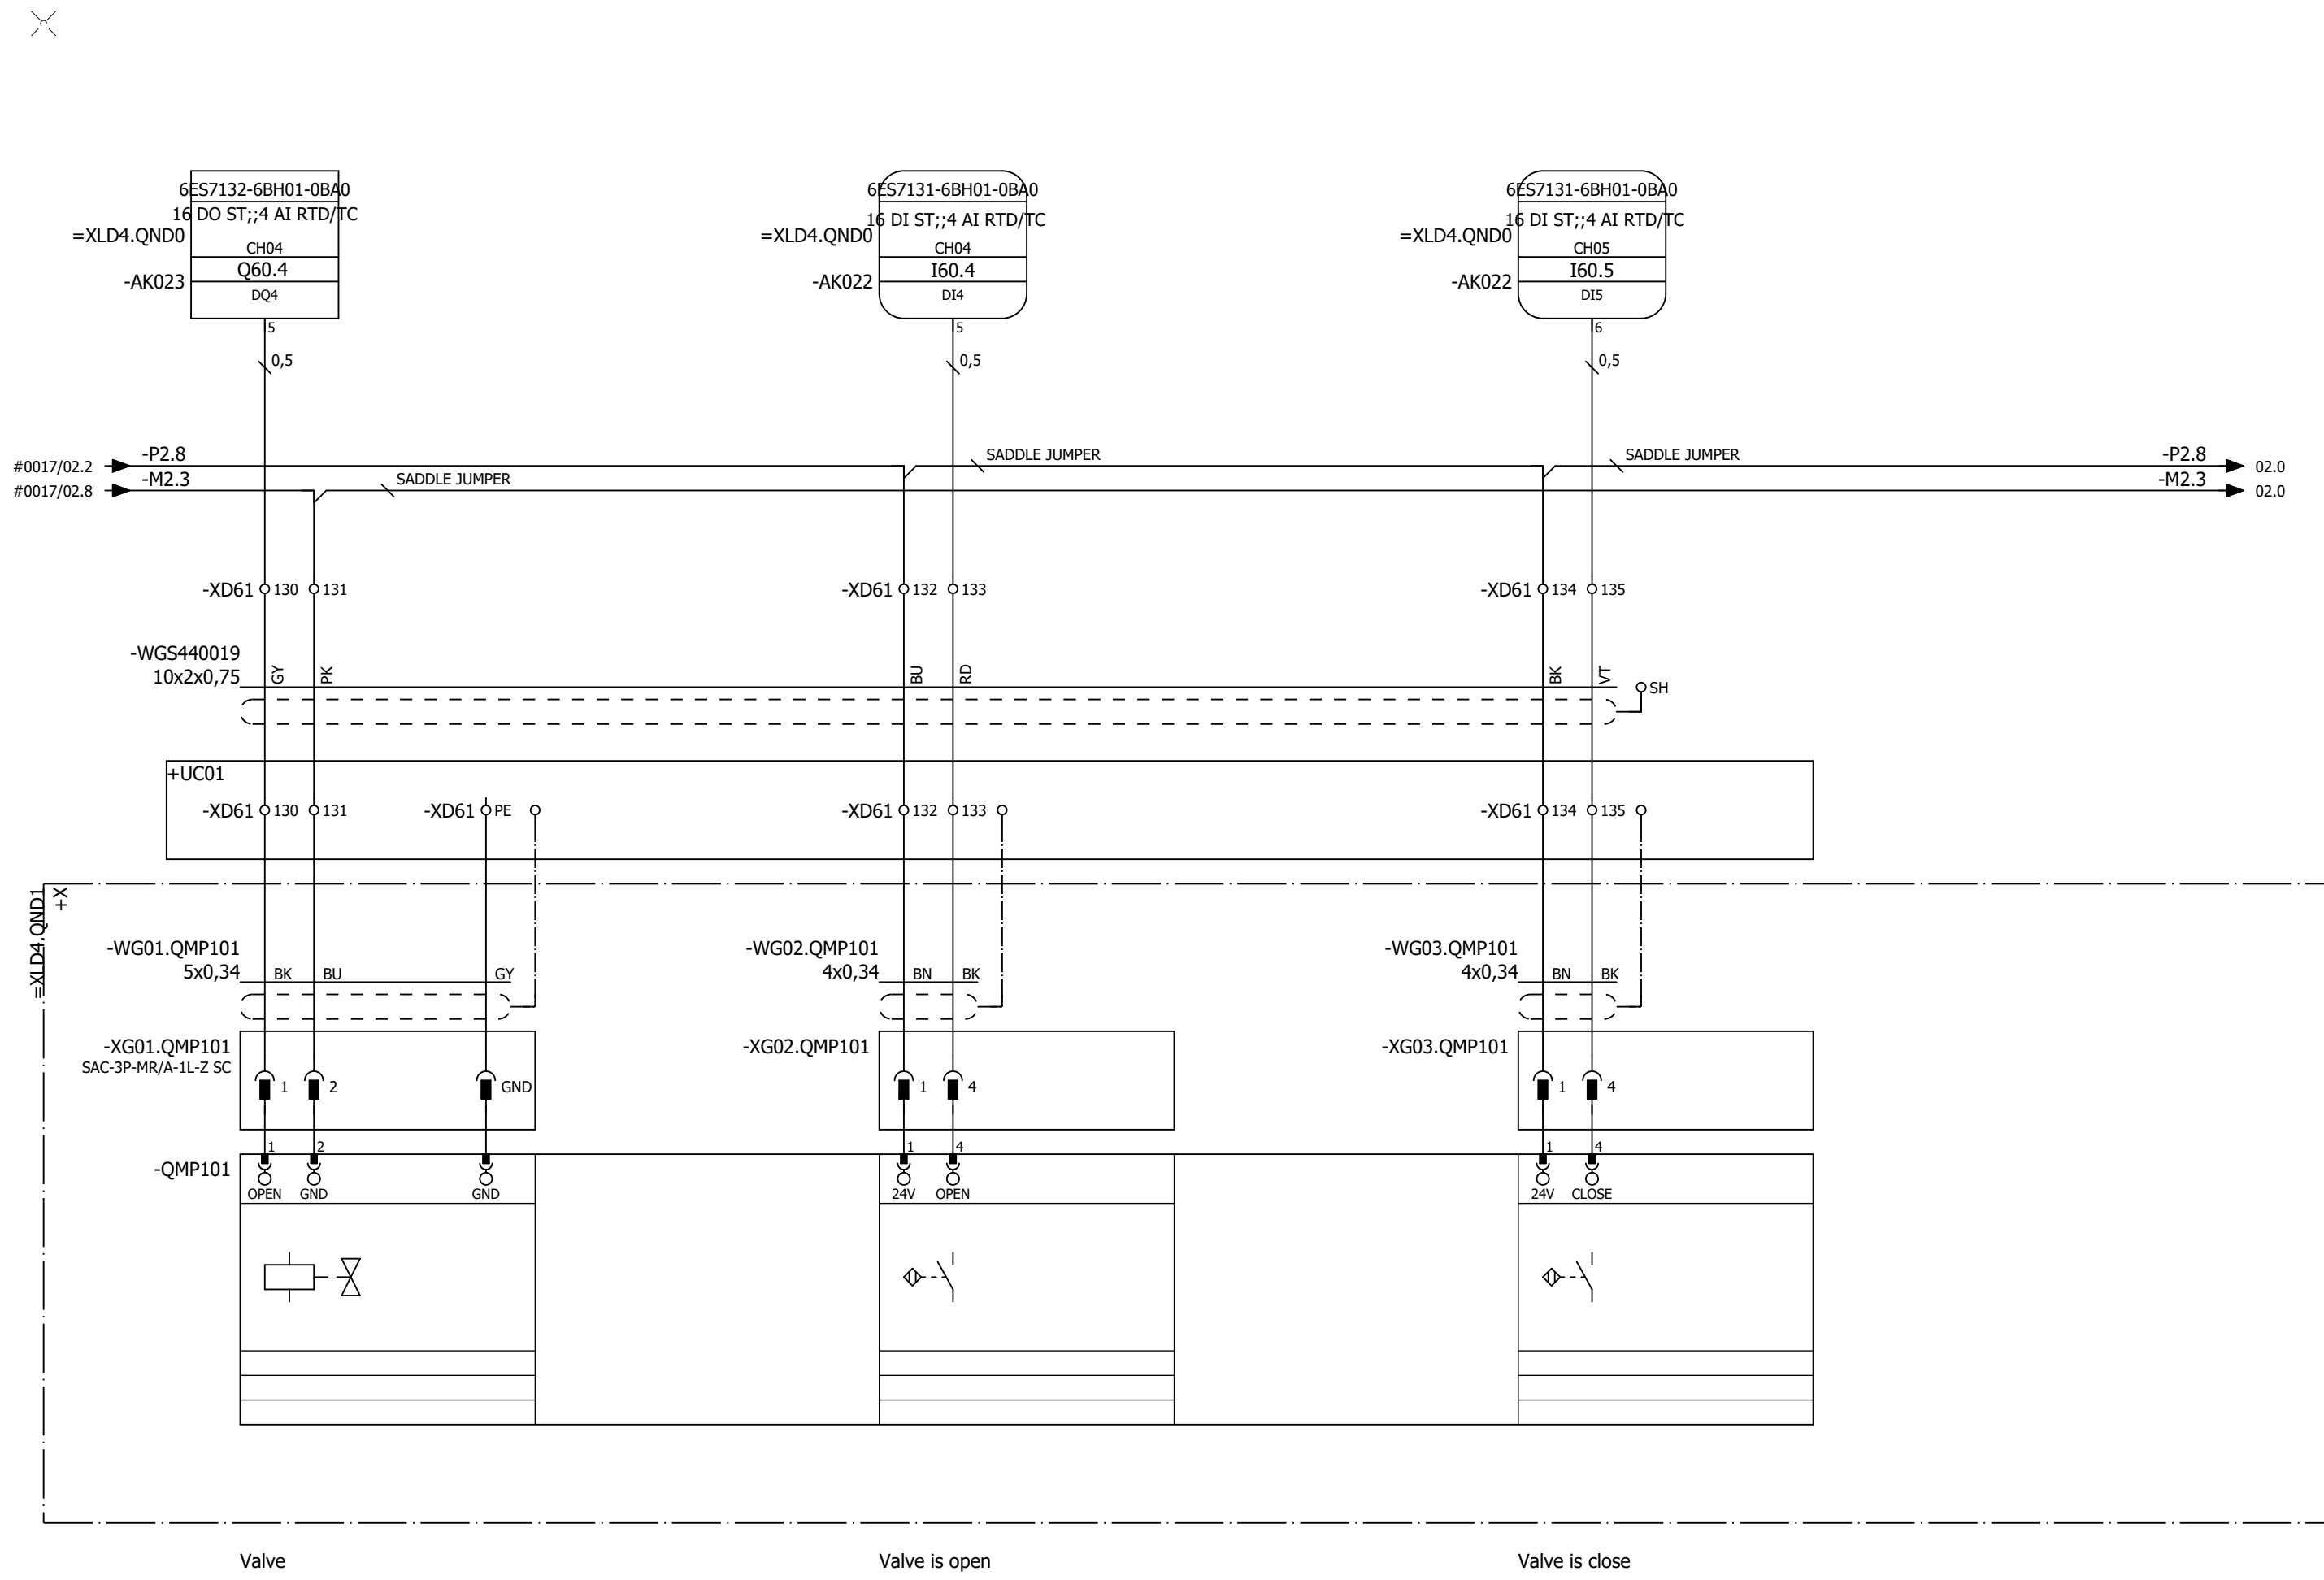 6ES7132-6BH01-0BA0
16 DO ST;;4 AI RTD/TC
=XLD4.QND0
CH04
Q60.4
-AK023
DQ4
5
0,5
6ES7131-6BH01-0BA0
16 DI ST;;4 AI RTD/TC
=XLD4.QND0
CH04
I60.4
-AK022
DI4
5
0,5
6ES7131-6BH01-0BA0
16 DI ST;;4 AI RTD/TC
=XLD4.QND0
CH05
I60.5
-AK022
DI5
6
0,5
#0017/02.2 -P2.8 SADDLE JUMPER SADDLE JUMPER -P2.8 02.0
#0017/02.8 -M2.3 SADDLE JUMPER -M2.3 02.0
-XD61 130 131 -XD61 132 133 -XD61 134 135
-WGS440019
10x2x0,75 GY PK BU RD BK VT SH
+UC01
-XD61 130 131 -XD61 PE -XD61 132 133 -XD61 134 135
=XLD4.QND1
+X
-WG01.QMP101 -WG02.QMP101 -WG03.QMP101
5x0,34 BK BU GY 4x0,34 BN BK 4x0,34 BN BK
-XG01.QMP101 -XG02.QMP101 -XG03.QMP101
SAC-3P-MR/A-1L-Z SC
1 2 GND 1 4 1 4
1 2 1 4 1 4
-QMP101
OPEN GND GND 24V OPEN 24V CLOSE
Valve Valve is open Valve is close